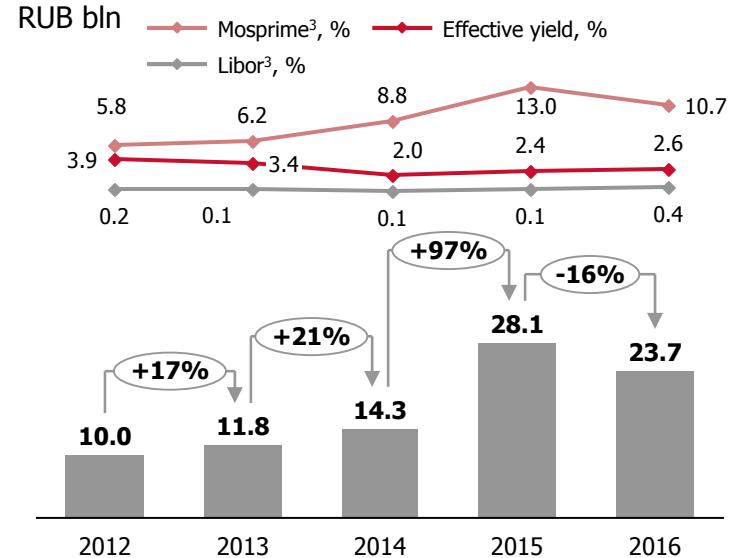 RUB bln
Mosprime³, %
Effective yield, %
Libor³, %
5.8 6.2 8.8 13.0 10.7
3.9 3.4 2.0 2.4 2.6
0.2 0.1 0.1 0.1 0.4
+17% +21% +97% -16%
10.0 11.8 14.3 28.1 23.7
2012 2013 2014 2015 2016